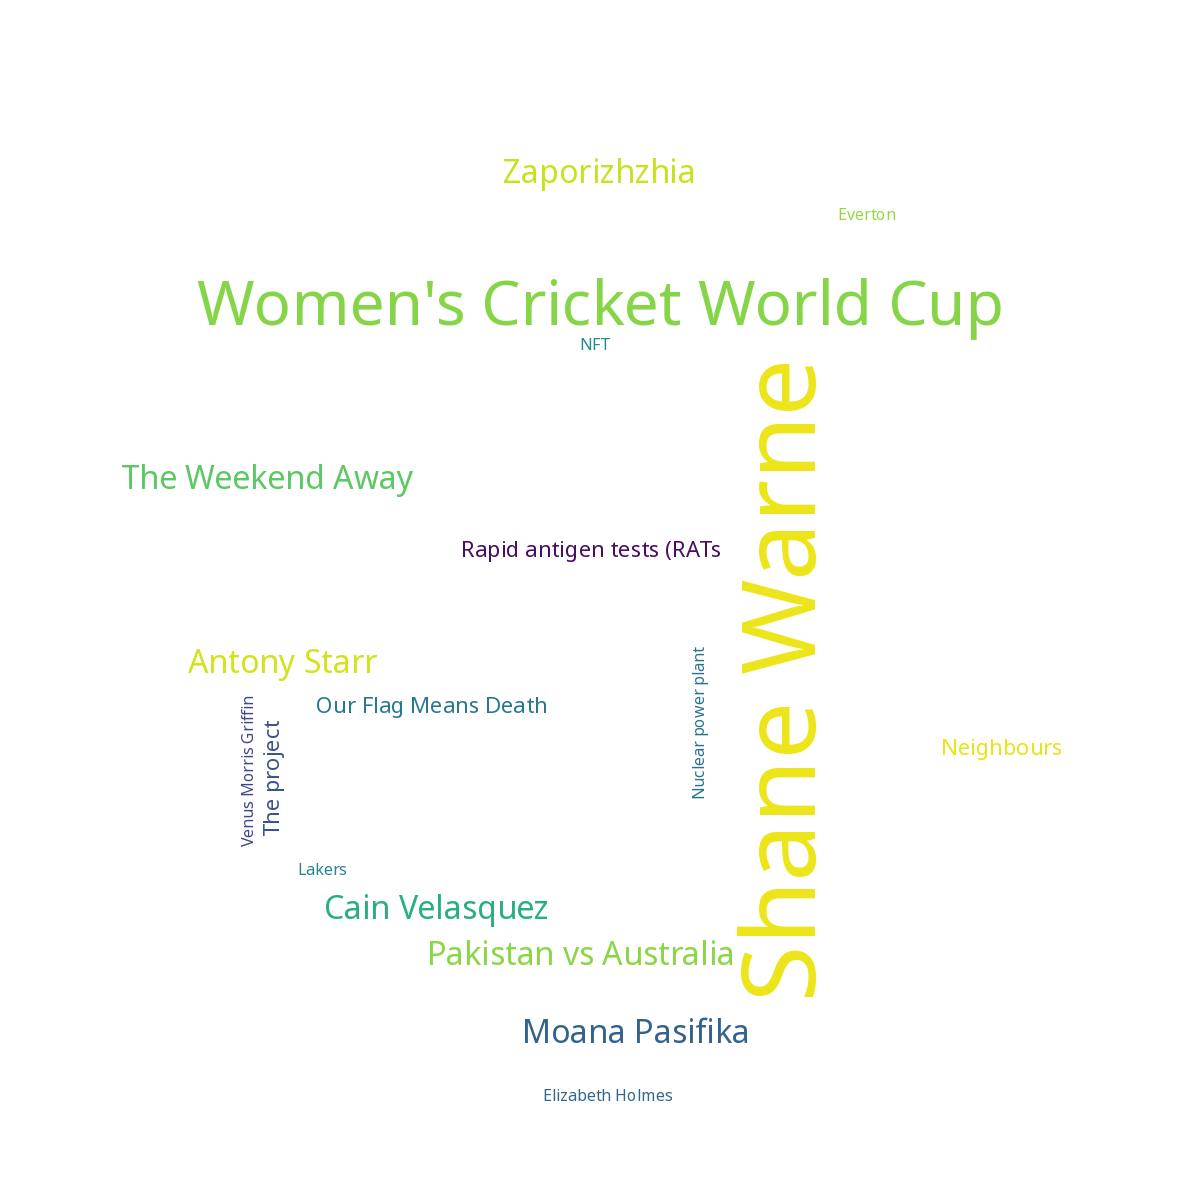 Zaporizhzhia
Everton
Women's Cricket World Cup
NFT
Shane Warne
The Weekend Away
Rapid antigen tests (RATs
Antony Starr
Nuclear power plant
Our Flag Means Death
Venus Morris Griffin
The project
Neighbours
Lakers
Cain Velasquez
Pakistan vs Australia
Moana Pasifika
Elizabeth Holmes